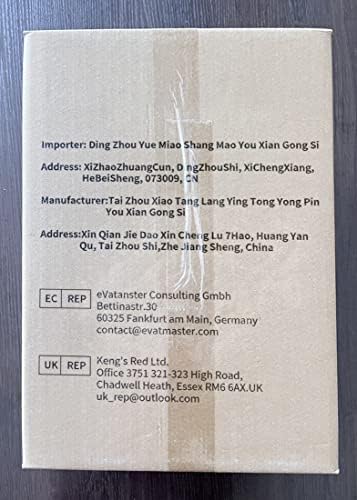 Importer: Ding Zhou Yue Miao Shang Mao You Xian Gong Si
Address: XiZhaoZhuangCun, DingZhouShi, XiChengXiang,
HeBeiSheng, 073009, CN
Manufacturer:Tai Zhou Xiao Tang Lang Ying Tong Yong Pin
You Xian Gong Si
Address:Xin Qian Jie Dao Xin Cheng Lu 7Hao, Huang Yan
Qu, Tai Zhou Shi,Zhe Jiang Sheng, China
EC REP
eVatanster Consulting Gmbh
Bettinastr.30
60325 Fankfurt am Main, Germany
contact@evatmaster.com
UK REP
Keng's Red Ltd.
Office 3751 321-323 High Road,
Chadwell Heath, Essex RM6 6AX.UK
uk_rep@outlook.com